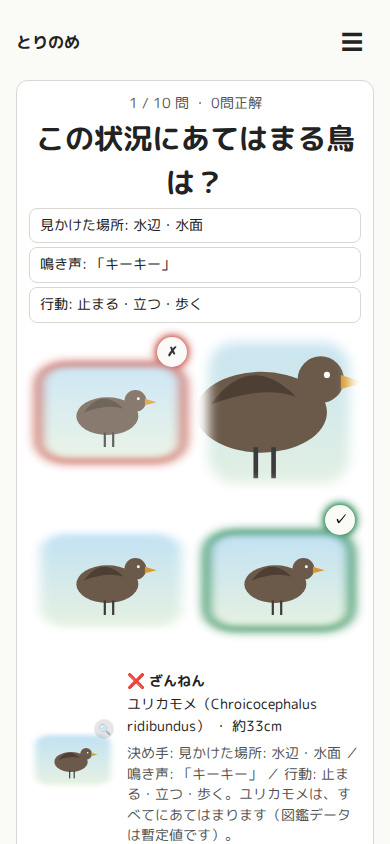 とりのめ
1 / 10 問 · 0問正解
この状況にあてはまる鳥
は？
見かけた場所: 水辺・水面
鳴き声: 「キーキー」
行動: 止まる・立つ・歩く
✗
✓
❌ ざんねん
ユリカモメ（Chroicocephalus
ridibundus） · 約33cm
決め手: 見かけた場所: 水辺・水面 ／
鳴き声: 「キーキー」 ／ 行動: 止ま
る・立つ・歩く。ユリカモメは、す
べてにあてはまります（図鑑データ
は暫定値です）。